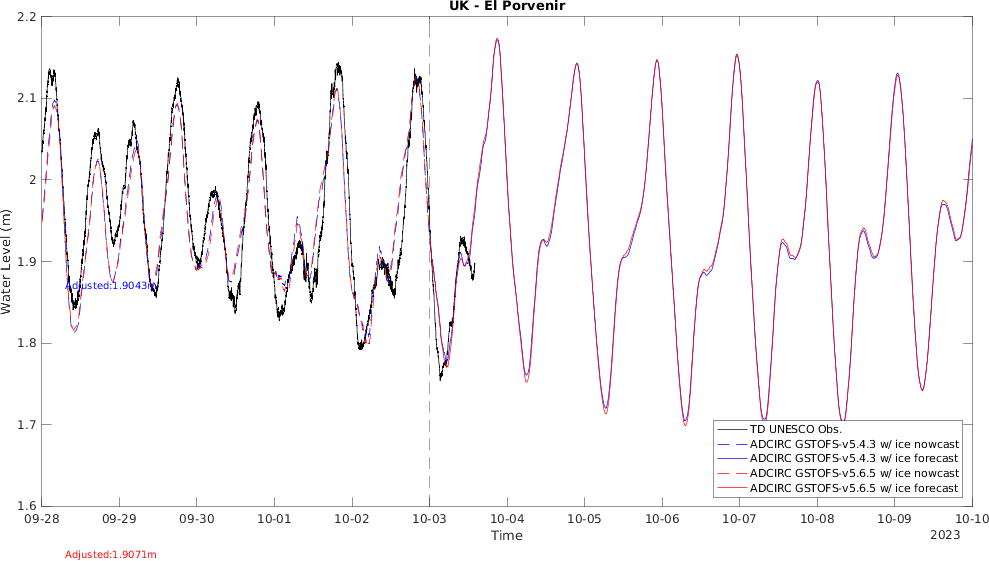 UK - El Porvenir
2.2
2.1
2
1.9
1.8
1.7
1.6
Water Level (m)
Adjusted:1.9043m
TD UNESCO Obs.
ADCIRC GSTOFS-v5.4.3 w/ ice nowcast
ADCIRC GSTOFS-v5.4.3 w/ ice forecast
ADCIRC GSTOFS-v5.6.5 w/ ice nowcast
ADCIRC GSTOFS-v5.6.5 w/ ice forecast
09-28 09-29 09-30 10-01 10-02 10-03 10-04 10-05 10-06 10-07 10-08 10-09 10-10
Time
2023
Adjusted:1.9071m